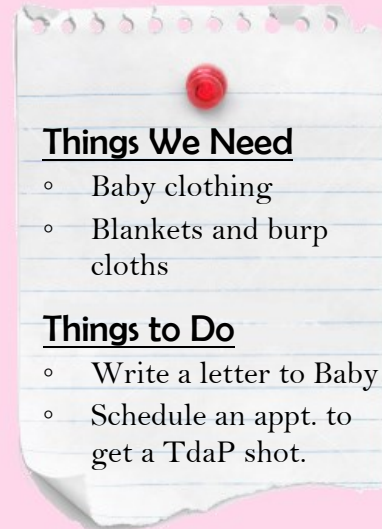 Things We Need
◦ Baby clothing
◦ Blankets and burp
cloths
Things to Do
◦ Write a letter to Baby
◦ Schedule an appt. to
get a TdaP shot.